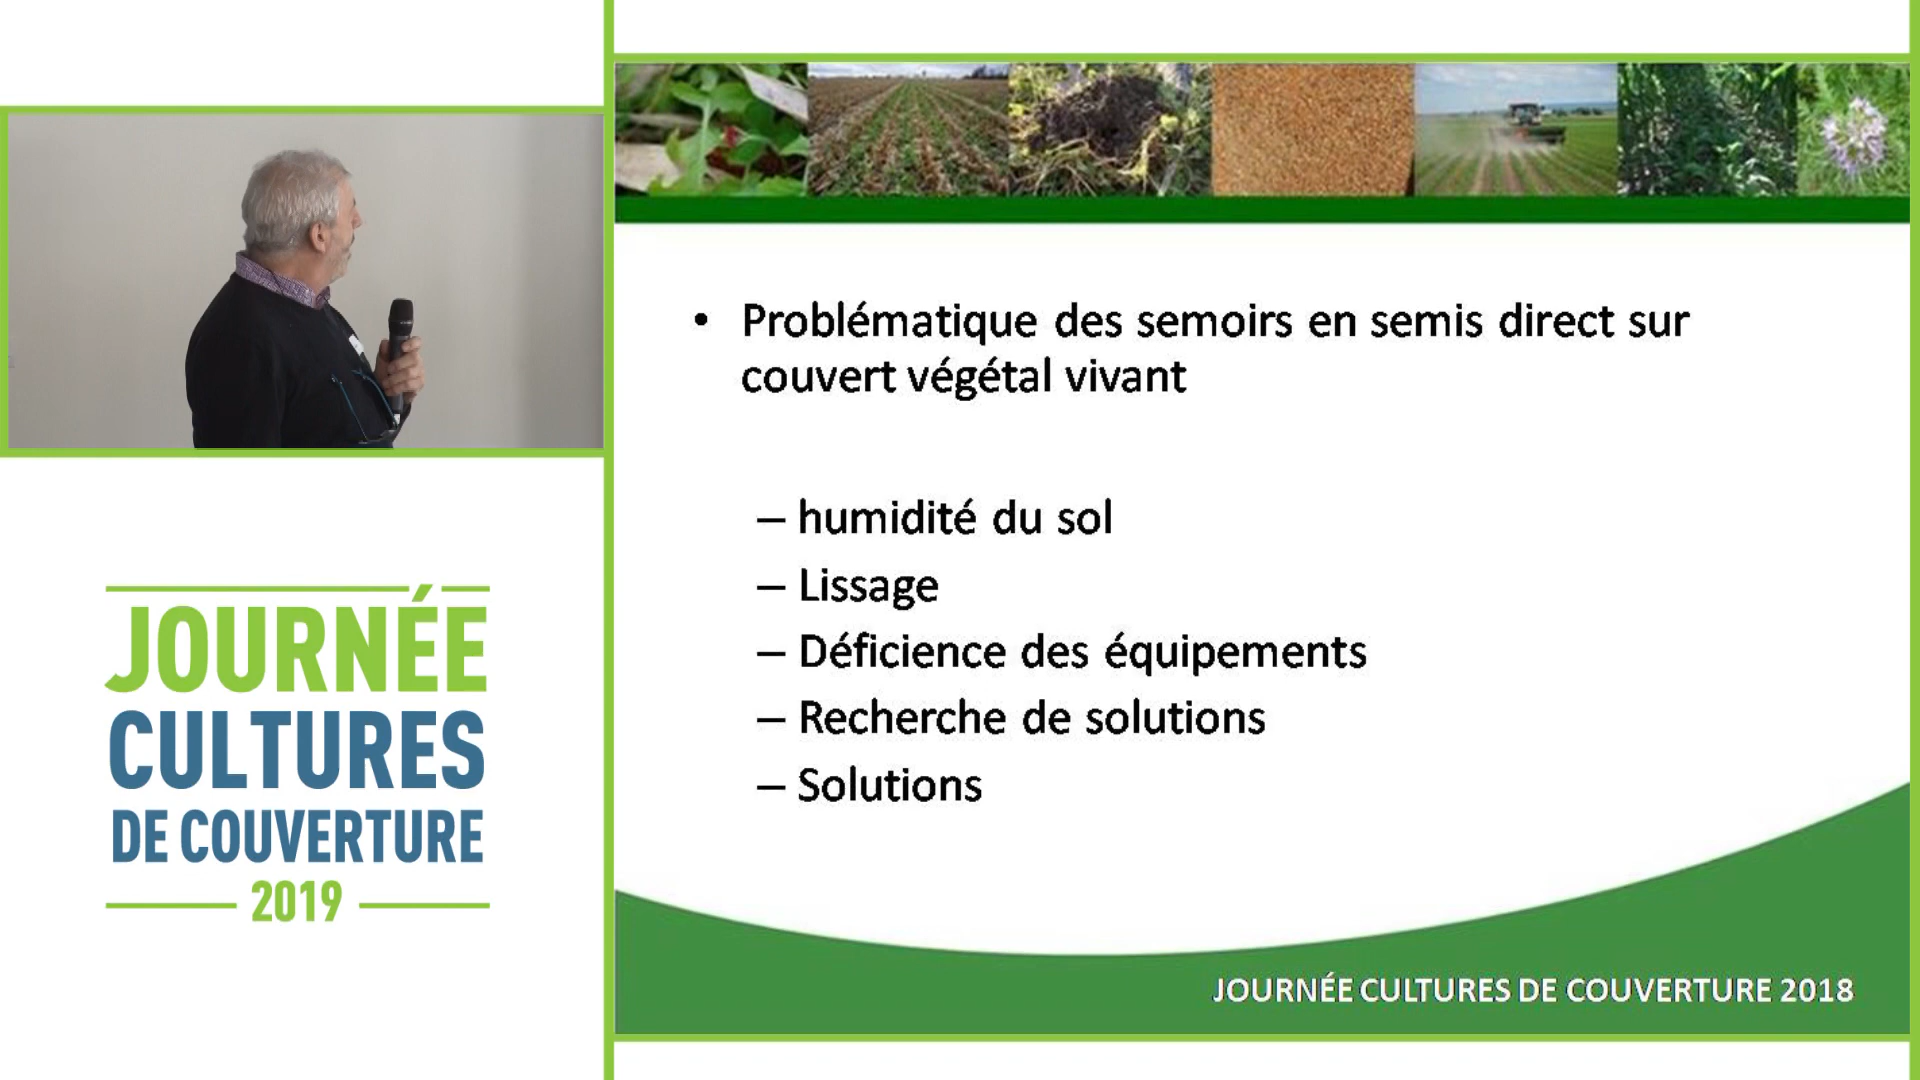 JOURNÉE
CULTURES
DE COUVERTURE
2019
• Problématique des semoirs en semis direct sur
couvert végétal vivant
– humidité du sol
– Lissage
– Déficience des équipements
– Recherche de solutions
– Solutions
JOURNÉE CULTURES DE COUVERTURE 2018